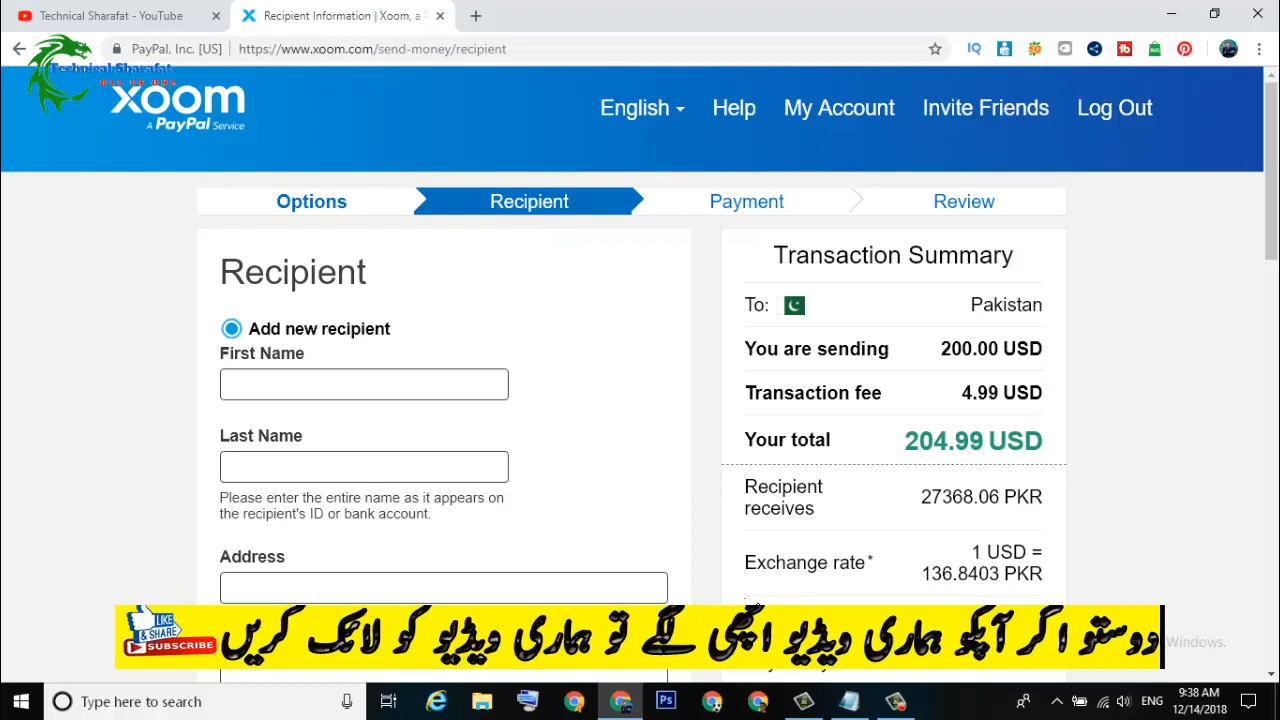 Technical Sharafat - YouTube
Recipient Information | Xoom, a
PayPal, Inc. [US]
https://www.xoom.com/send-money/recipient
Technical Sharafat
ALL IN ONE
xoom
A PayPal Service
English
Help
My Account
Invite Friends
Log Out
Options
Recipient
Payment
Review
Recipient
Add new recipient
First Name
Last Name
Please enter the entire name as it appears on
the recipient's ID or bank account.
Address
Transaction Summary
To:
Pakistan
You are sending
200.00 USD
Transaction fee
4.99 USD
Your total
204.99 USD
Recipient
receives
27368.06 PKR
Exchange rate*
1 USD =
136.8403 PKR
LIKE
& SHARE
SUBSCRIBE
دوستو اگر آپکو ہماری ویڈیو اچھی لگے تو ہماری ویڈیو کو لائک کریں
Windows.
Type here to search
ENG
9:38 AM
12/14/2018